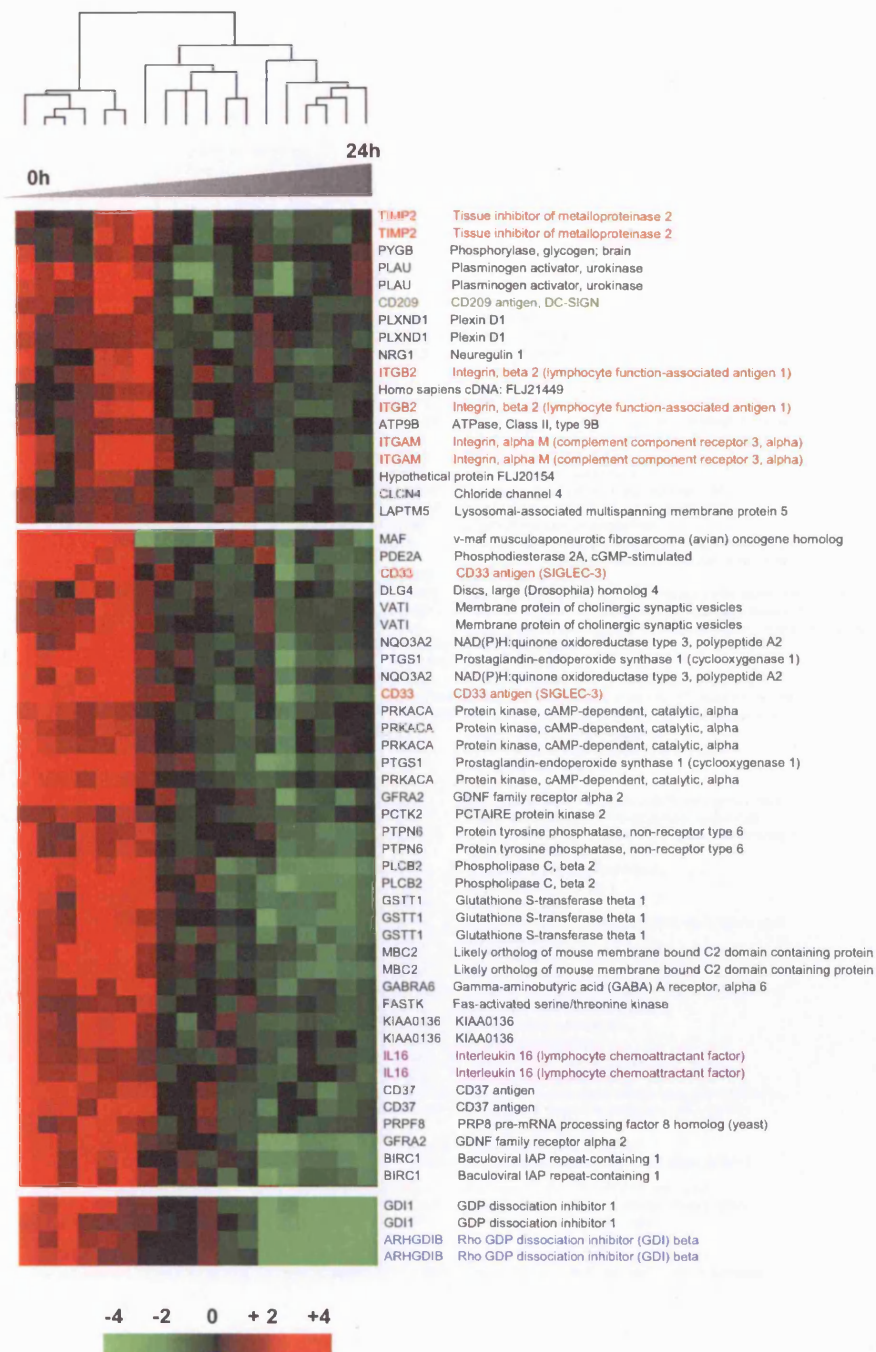 24h
0h
TIMP2 Tissue inhibitor of metalloproteinase 2
TIMP2 Tissue inhibitor of metalloproteinase 2
PYGB Phosphorylase, glycogen; brain
PLAU Plasminogen activator, urokinase
PLAU Plasminogen activator, urokinase
CD209 CD209 antigen, DC-SIGN
PLXND1 Plexin D1
PLXND1 Plexin D1
NRG1 Neuregulin 1
ITGB2 Integrin, beta 2 (lymphocyte function-associated antigen 1)
Homo sapiens cDNA: FLJ21449
ITGB2 Integrin, beta 2 (lymphocyte function-associated antigen 1)
ATP9B ATPase, Class II, type 9B
ITGAM Integrin, alpha M (complement component receptor 3, alpha)
ITGAM Integrin, alpha M (complement component receptor 3, alpha)
Hypothetical protein FLJ20154
CLCN4 Chloride channel 4
LAPTM5 Lysosomal-associated multispanning membrane protein 5
MAF v-maf musculoaponeurotic fibrosarcoma (avian) oncogene homolog
PDE2A Phosphodiesterase 2A, cGMP-stimulated
CD33 CD33 antigen (SIGLEC-3)
DLG4 Discs, large (Drosophila) homolog 4
VATI Membrane protein of cholinergic synaptic vesicles
VATI Membrane protein of cholinergic synaptic vesicles
NQO3A2 NAD(P)H:quinone oxidoreductase type 3, polypeptide A2
PTGS1 Prostaglandin-endoperoxide synthase 1 (cyclooxygenase 1)
NQO3A2 NAD(P)H:quinone oxidoreductase type 3, polypeptide A2
CD33 CD33 antigen (SIGLEC-3)
PRKACA Protein kinase, cAMP-dependent, catalytic, alpha
PRKACA Protein kinase, cAMP-dependent, catalytic, alpha
PRKACA Protein kinase, cAMP-dependent, catalytic, alpha
PTGS1 Prostaglandin-endoperoxide synthase 1 (cyclooxygenase 1)
PRKACA Protein kinase, cAMP-dependent, catalytic, alpha
GFRA2 GDNF family receptor alpha 2
PCTK2 PCTAIRE protein kinase 2
PTPN6 Protein tyrosine phosphatase, non-receptor type 6
PTPN6 Protein tyrosine phosphatase, non-receptor type 6
PLCB2 Phospholipase C, beta 2
PLCB2 Phospholipase C, beta 2
GSTT1 Glutathione S-transferase theta 1
GSTT1 Glutathione S-transferase theta 1
GSTT1 Glutathione S-transferase theta 1
MBC2 Likely ortholog of mouse membrane bound C2 domain containing protein
MBC2 Likely ortholog of mouse membrane bound C2 domain containing protein
GABRA6 Gamma-aminobutyric acid (GABA) A receptor, alpha 6
FASTK Fas-activated serine/threonine kinase
KIAA0136 KIAA0136
KIAA0136 KIAA0136
IL16 Interleukin 16 (lymphocyte chemoattractant factor)
IL16 Interleukin 16 (lymphocyte chemoattractant factor)
CD37 CD37 antigen
CD37 CD37 antigen
PRPF8 PRP8 pre-mRNA processing factor 8 homolog (yeast)
GFRA2 GDNF family receptor alpha 2
BIRC1 Baculoviral IAP repeat-containing 1
BIRC1 Baculoviral IAP repeat-containing 1
GDI1 GDP dissociation inhibitor 1
GDI1 GDP dissociation inhibitor 1
ARHGDIB Rho GDP dissociation inhibitor (GDI) beta
ARHGDIB Rho GDP dissociation inhibitor (GDI) beta
-4 -2 0 + 2 +4